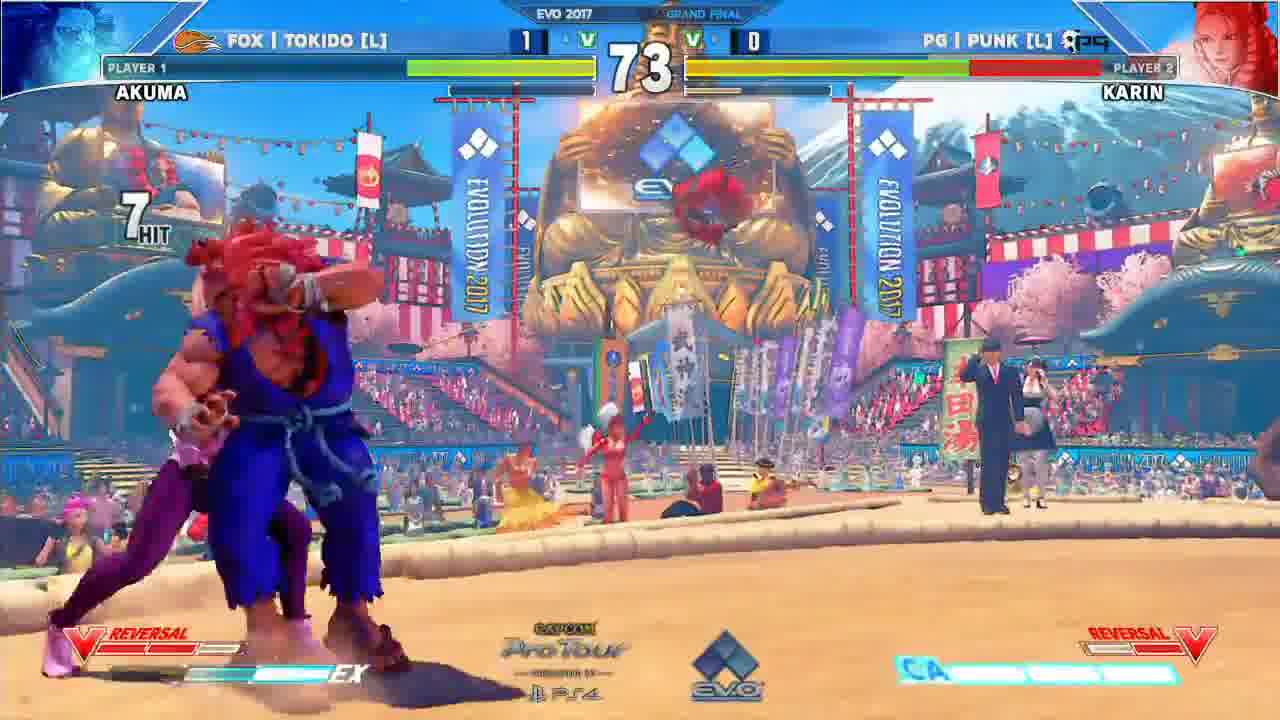 EVO 2017
GRAND FINAL
FOX | TOKIDO [L]
1
V
73
V
0
PG | PUNK [L]
PLAYER 1
PLAYER 2
AKUMA
KARIN
7 HIT
EV
EVOLUTION 2017
EVOLUTION 2017
REVERSAL
EX
CAPCOM
Pro Tour
PS4
EVO
REVERSAL
CA